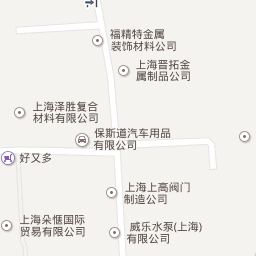 福精特金属
装饰材料公司
上海晋拓金
属制品公司
上海泽胜复合
材料有限公司
保斯道汽车用品
有限公司
好又多
上海上高阀门
制造公司
上海朵惬国际
贸易有限公司
威乐水泵(上海)
有限公司